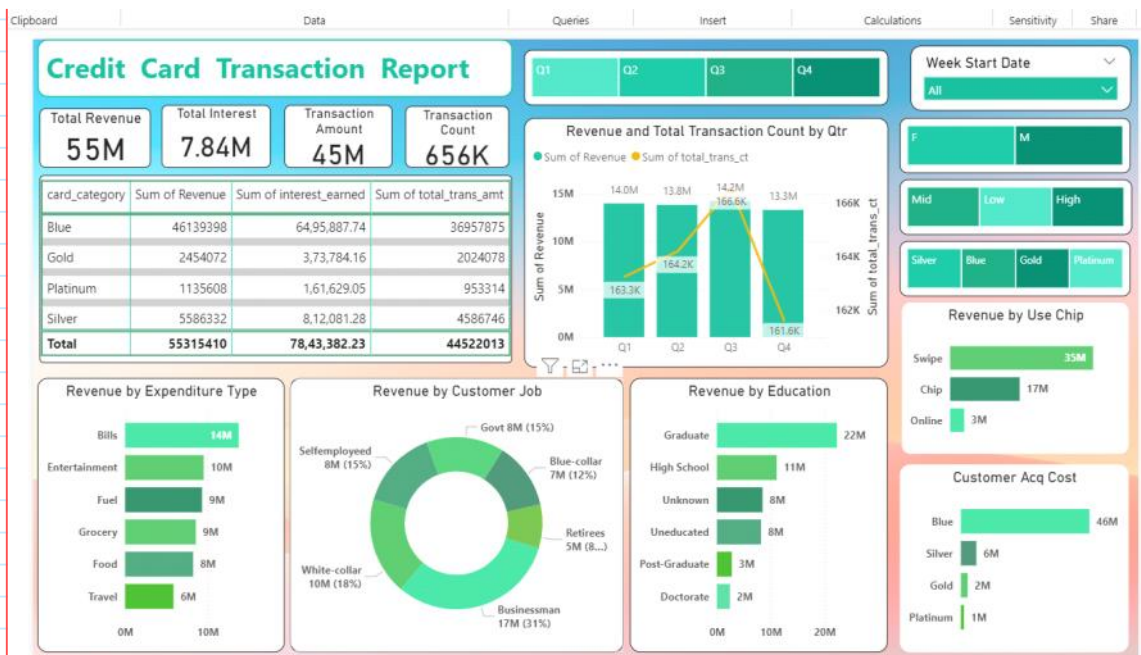 Clipboard
Data
Queries
Insert
Calculations
Sensitivity
Share
Credit Card Transaction Report
Q1 Q2 Q3 Q4
Week Start Date
All
Total Revenue
55M
Total Interest
7.84M
Transaction
Amount
45M
Transaction
Count
656K
F M
Mid Low High
Silver Blue Gold Platinum
card_category Sum of Revenue Sum of interest_earned Sum of total_trans_amt
Blue 46139398 64,95,887.74 36957875
Gold 2454072 3,73,784.16 2024078
Platinum 1135608 1,61,629.05 953314
Silver 5586332 8,12,081.28 4586746
Total 55315410 78,43,382.23 44522013
Revenue and Total Transaction Count by Qtr
Sum of Revenue Sum of total_trans_ct
Sum of Revenue
15M
10M
5M
0M
14.0M 13.8M 14.2M 13.3M
163.3K 164.2K 166.6K 161.6K
Q1 Q2 Q3 Q4
166K
164K
162K
Sum of total_trans_ct
Revenue by Use Chip
Swipe 35M
Chip 17M
Online 3M
Revenue by Expenditure Type
Bills 14M
Entertainment 10M
Fuel 9M
Grocery 9M
Food 8M
Travel 6M
0M 10M
Revenue by Customer Job
Govt 8M (15%)
Selfemployeed
8M (15%)
Blue-collar
7M (12%)
Retirees
5M (8...)
White-collar
10M (18%)
Businessman
17M (31%)
Revenue by Education
Graduate 22M
High School 11M
Unknown 8M
Uneducated 8M
Post-Graduate 3M
Doctorate 2M
0M 10M 20M
Customer Acq Cost
Blue 46M
Silver 6M
Gold 2M
Platinum 1M